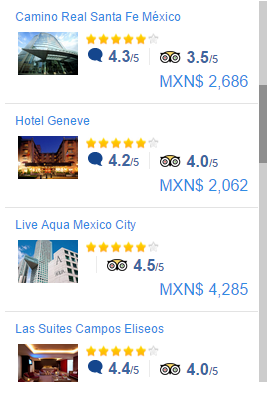 Camino Real Santa Fe México
4.3/5 3.5/5
MXN$ 2,686
Hotel Geneve
4.2/5 4.0/5
MXN$ 2,062
Live Aqua Mexico City
4.5/5
MXN$ 4,285
Las Suites Campos Eliseos
4.4/5 4.0/5